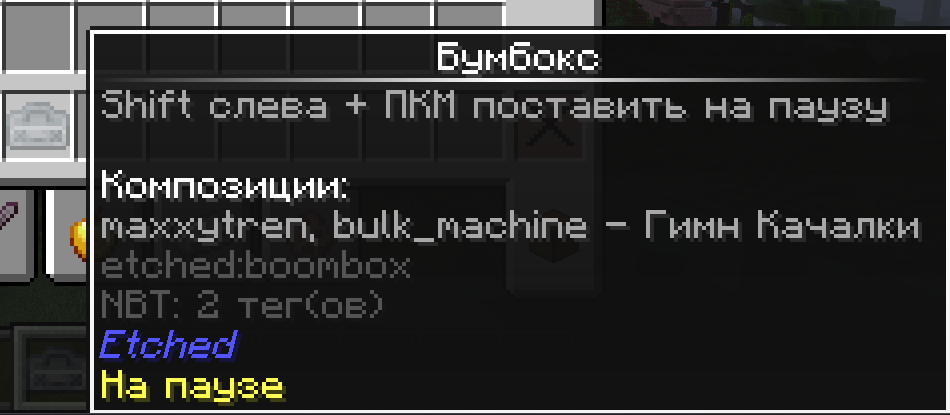 Бумбокс
Shift слева + ПКМ поставить на паузу
Композиции:
maxxytren, bulk_machine - Гимн Качалки
etched:boombox
NBT: 2 тег(ов)
Etched
На паузе